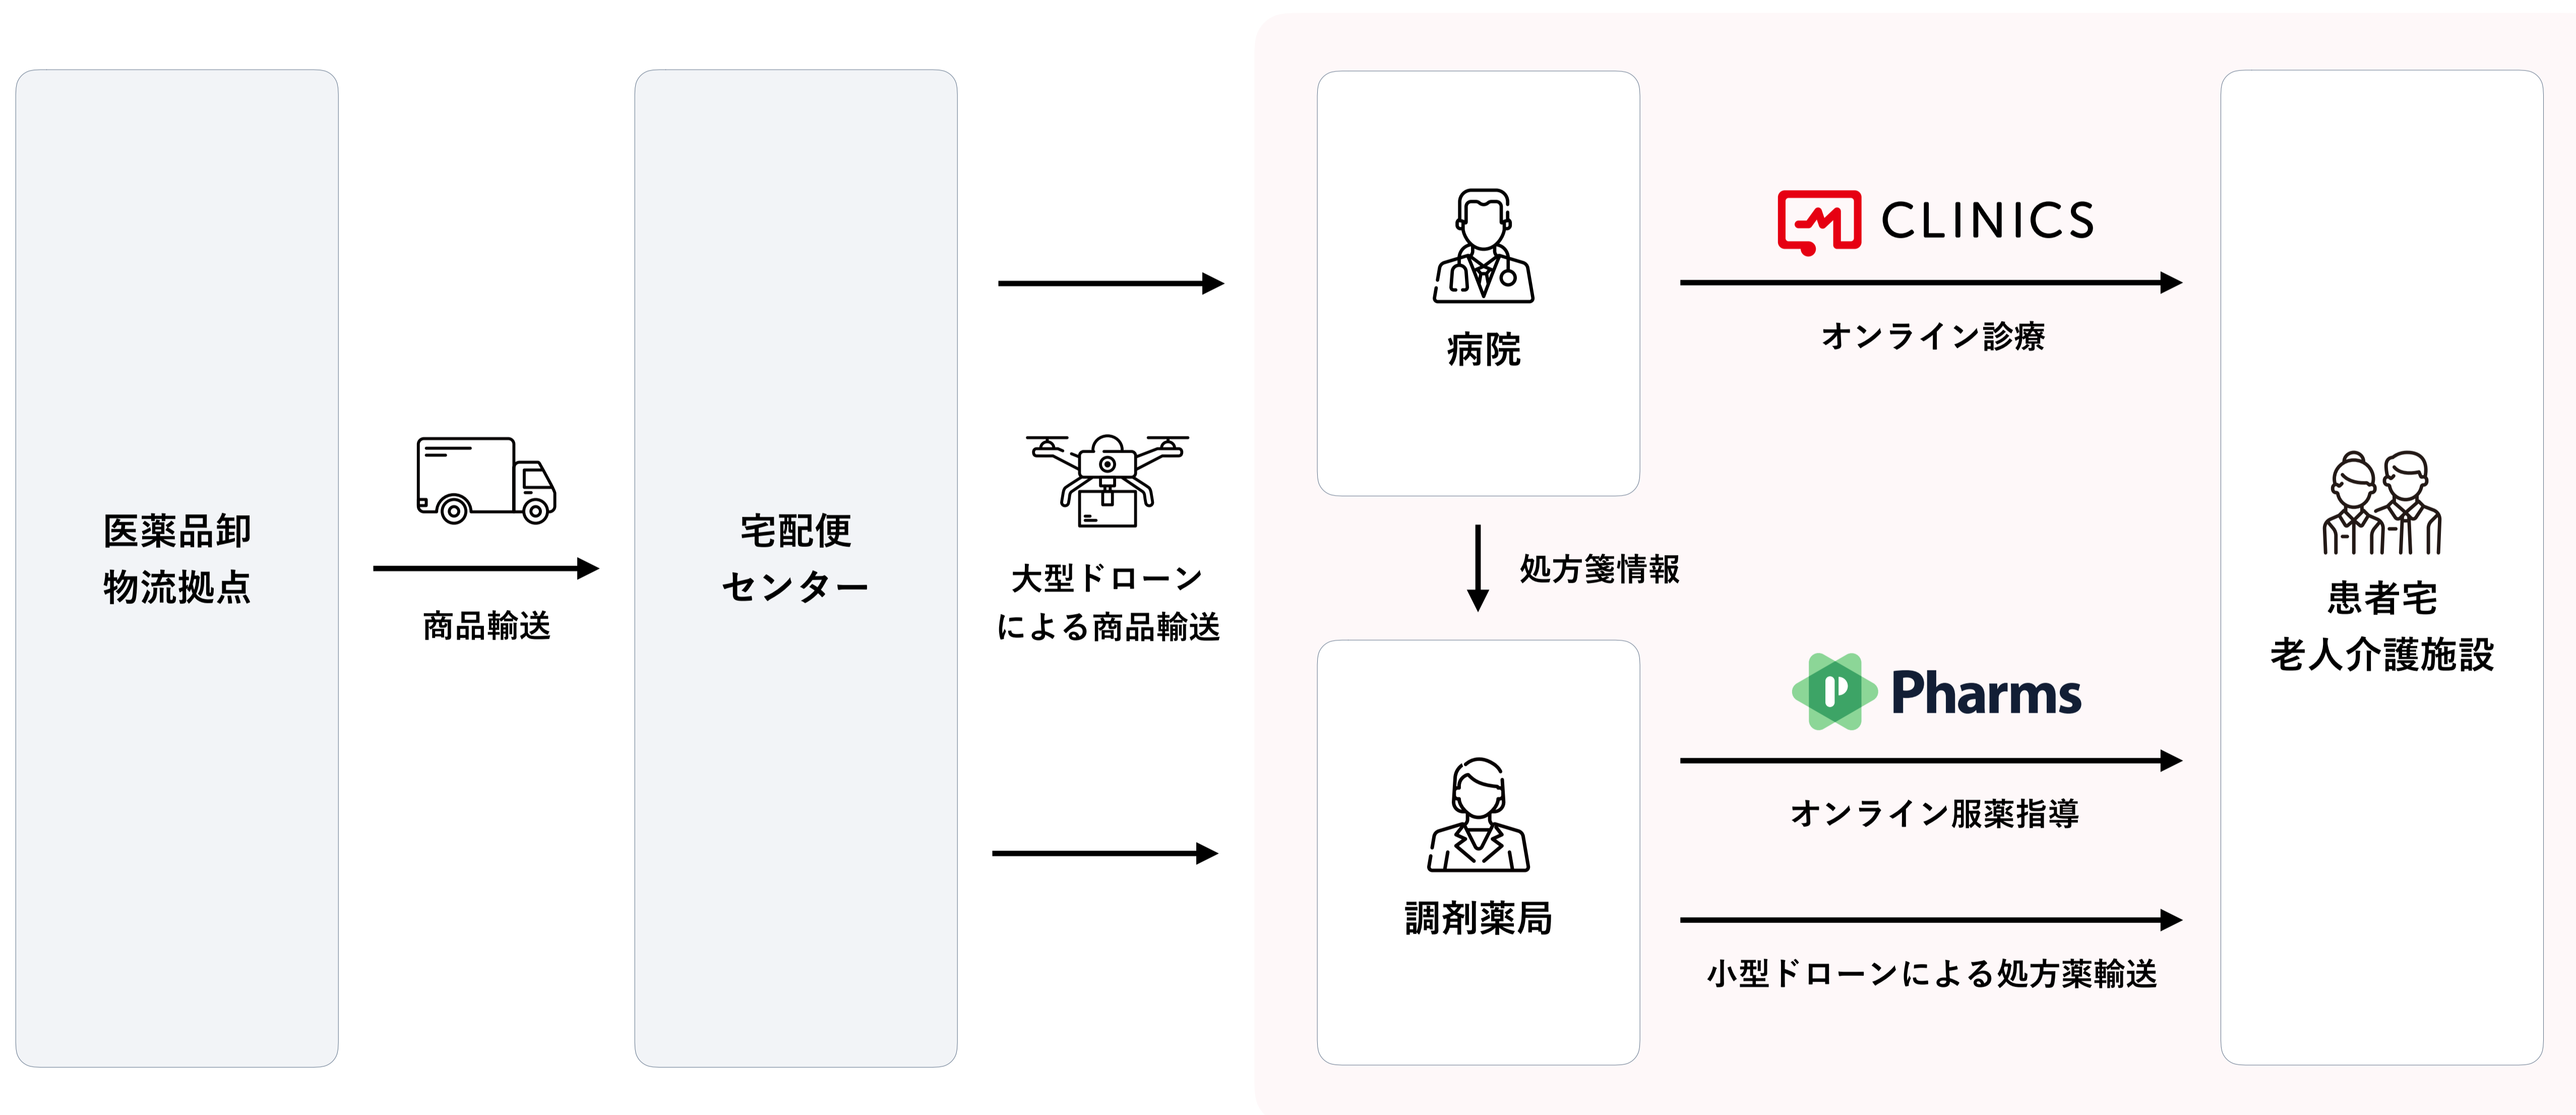 医薬品卸
物流拠点
商品輸送
宅配便
センター
大型ドローン
による商品輸送
病院
処方箋情報
調剤薬局
CLINICS
オンライン診療
Pharms
オンライン服薬指導
小型ドローンによる処方薬輸送
患者宅
老人介護施設